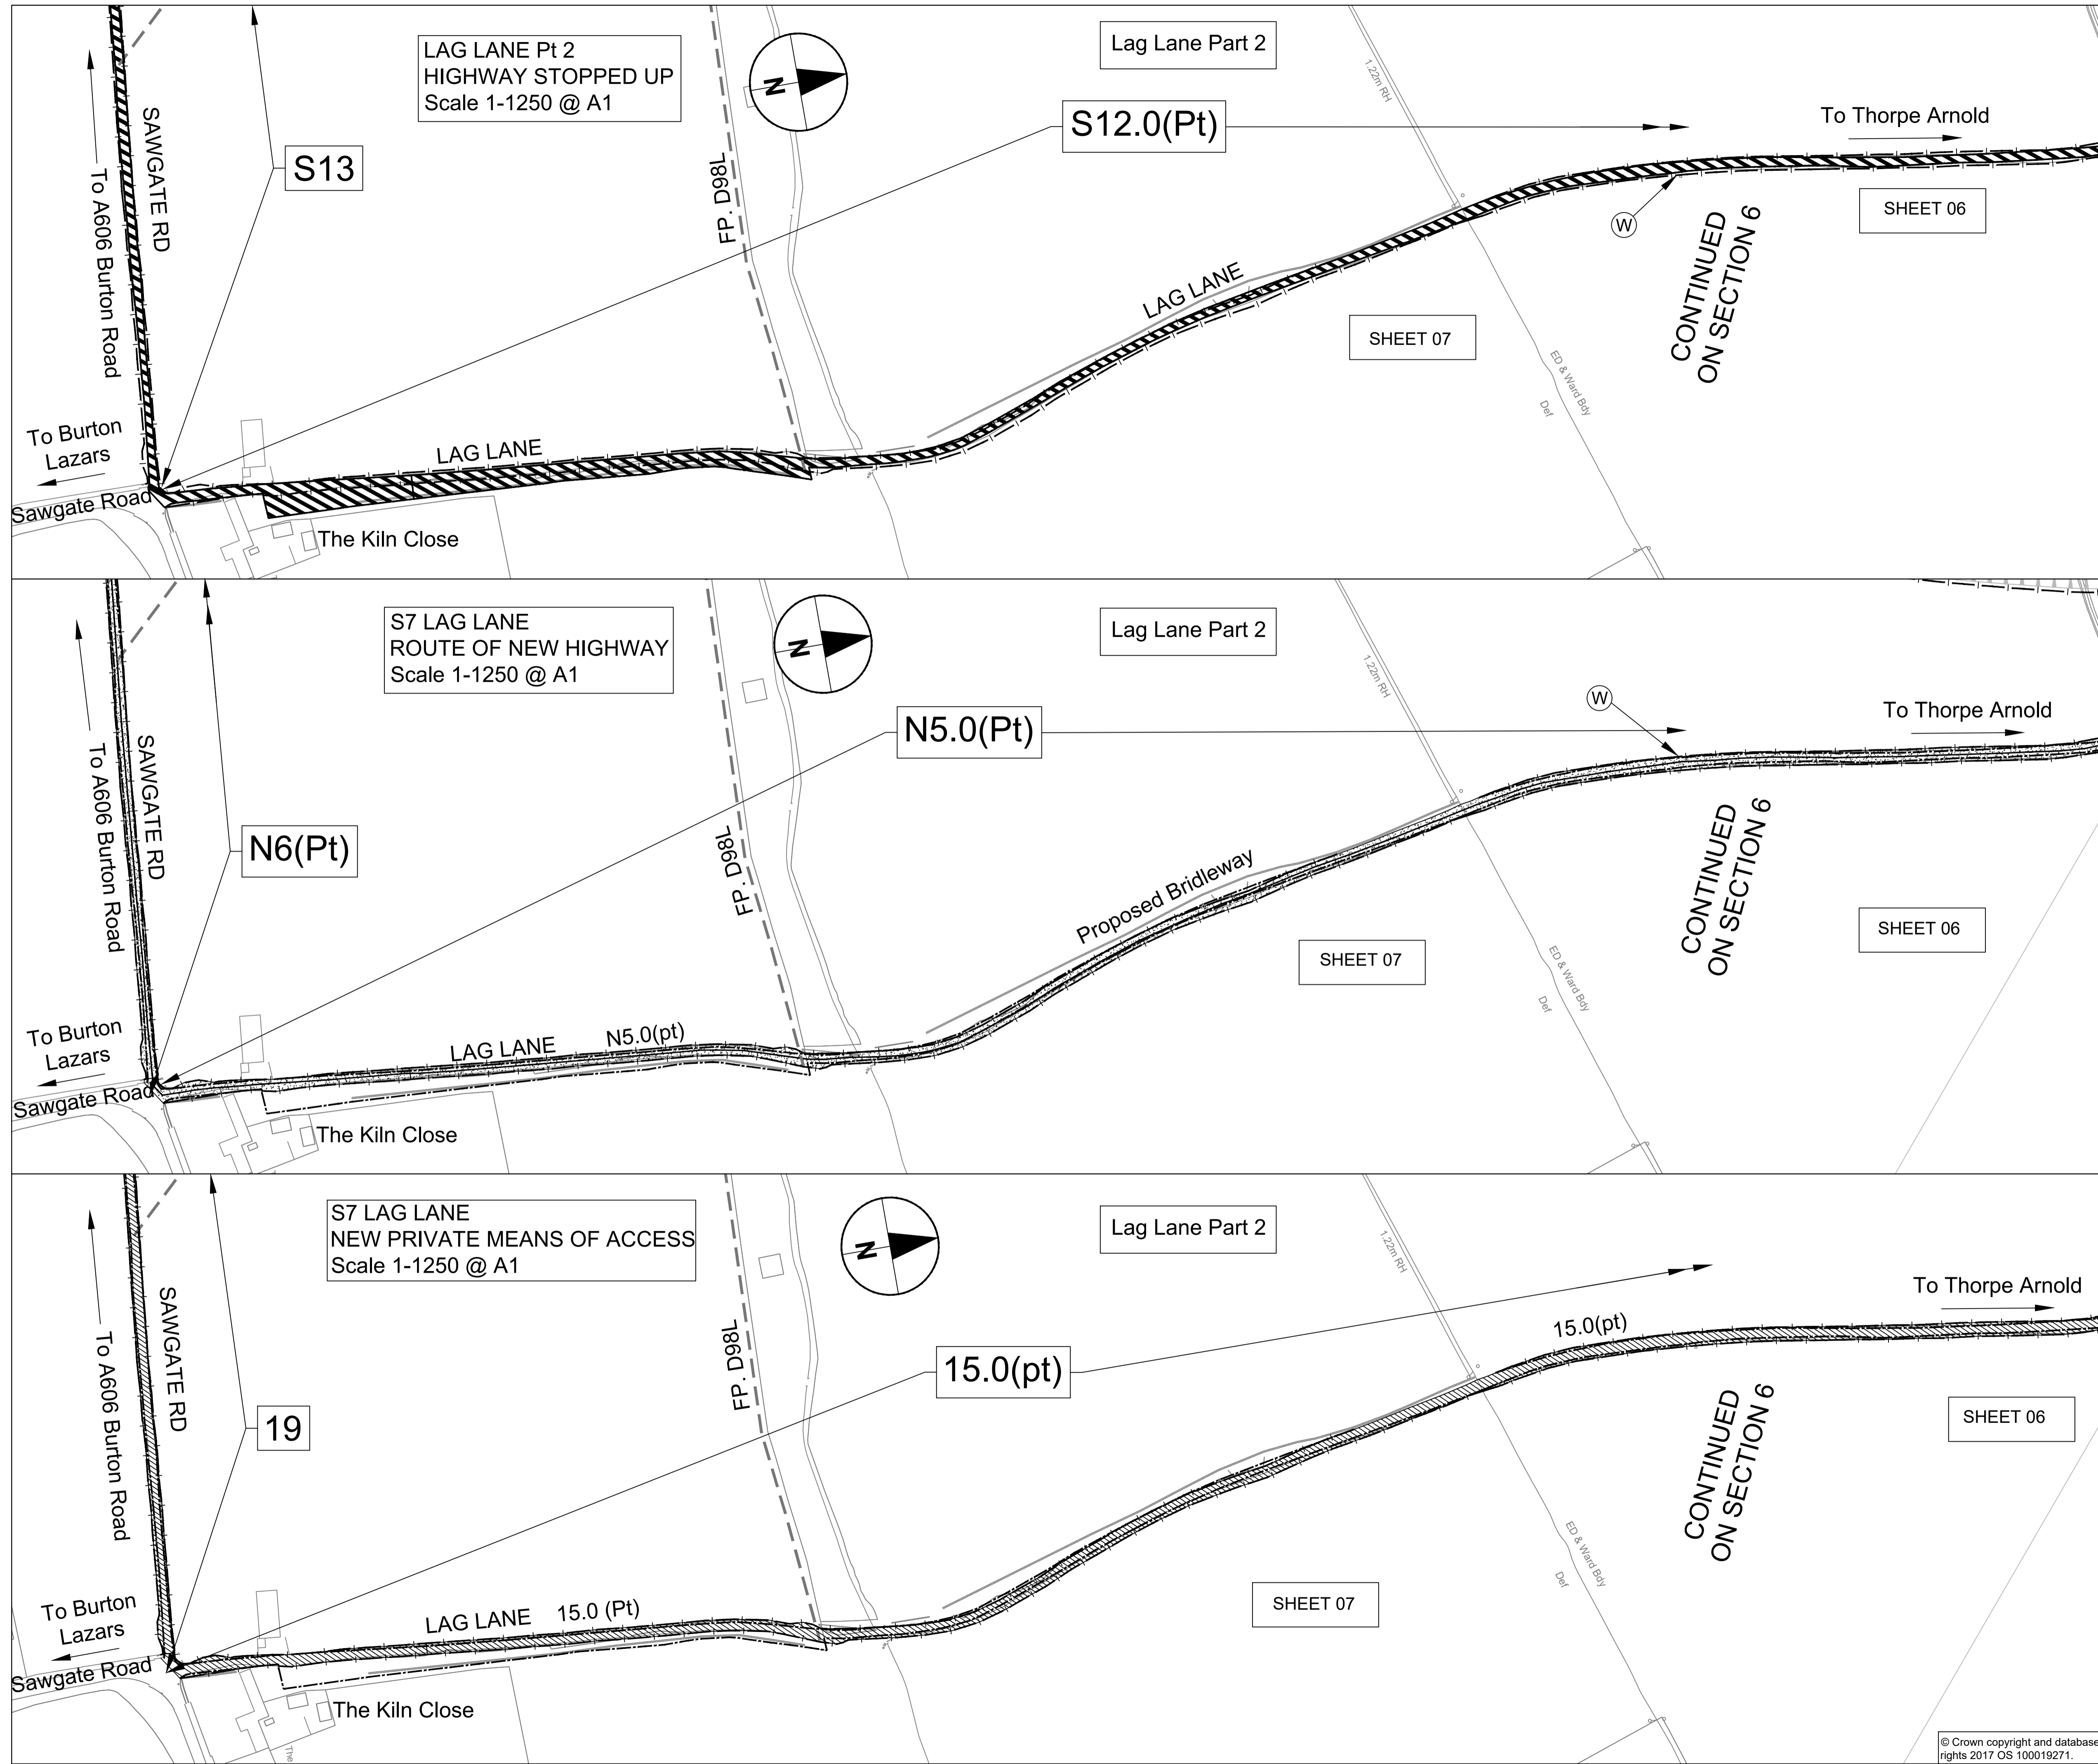 LAG LANE Pt 2
HIGHWAY STOPPED UP
Scale 1-1250 @ A1
N
Lag Lane Part 2
1.22m RH
S12.0(Pt)
To Thorpe Arnold
S13
SAWGATE RD
To A606 Burton Road
FP. D98L
W
SHEET 06
CONTINUED
ON SECTION 6
LAG LANE
SHEET 07
ED & Ward Bdy
Def
To Burton
Lazars
LAG LANE
Sawgate Road
The Kiln Close
S7 LAG LANE
ROUTE OF NEW HIGHWAY
Scale 1-1250 @ A1
N
Lag Lane Part 2
1.22m RH
N5.0(Pt)
W
To Thorpe Arnold
SAWGATE RD
To A606 Burton Road
N6(Pt)
FP. D98L
Proposed Bridleway
CONTINUED
ON SECTION 6
SHEET 06
SHEET 07
ED & Ward Bdy
Def
To Burton
Lazars
LAG LANE
N5.0(pt)
Sawgate Road
The Kiln Close
S7 LAG LANE
NEW PRIVATE MEANS OF ACCESS
Scale 1-1250 @ A1
N
Lag Lane Part 2
1.22m RH
To Thorpe Arnold
SAWGATE RD
To A606 Burton Road
FP. D98L
15.0(pt)
15.0(pt)
19
CONTINUED
ON SECTION 6
SHEET 06
ED & Ward Bdy
Def
SHEET 07
To Burton
Lazars
LAG LANE
15.0 (Pt)
Sawgate Road
The Kiln Close
The
© Crown copyright and database
rights 2017 OS 100019271.